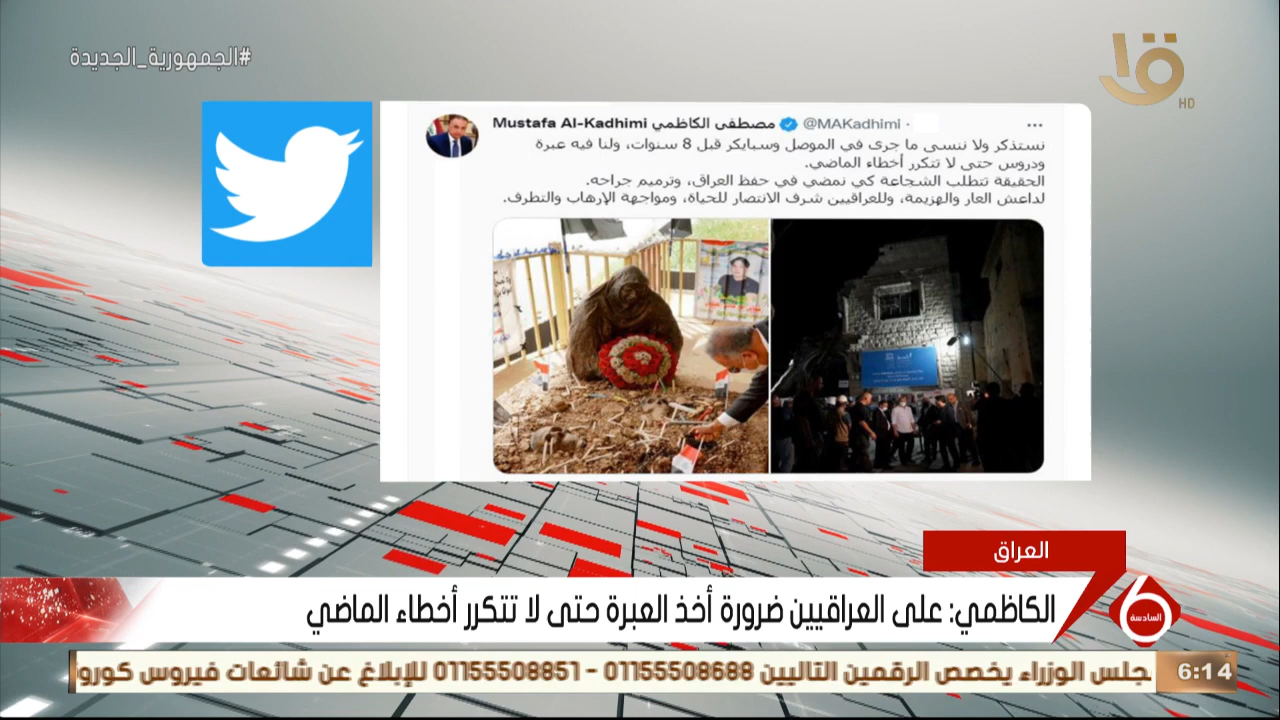 #الجمهورية_الجديدة
HD
Mustafa Al-Kadhimi مصطفى الكاظمي @MAKadhimi ·
نستذكر ولا ننسى ما جرى في الموصل وسبايكر قبل 8 سنوات، ولنا فيه عبرة
ودروس حتى لا تتكرر أخطاء الماضي.
الحقيقة تتطلب الشجاعة كي نمضي في حفظ العراق، وترميم جراحه.
لداعش العار والهزيمة، وللعراقيين شرف الانتصار للحياة، ومواجهة الإرهاب والتطرف.
العراق
السادسة
الكاظمي: على العراقيين ضرورة أخذ العبرة حتى لا تتكرر أخطاء الماضي
6:14
جلس الوزراء يخصص الرقمين التاليين 01155508688 - 01155508851 للإبلاغ عن شائعات فيروس كورو